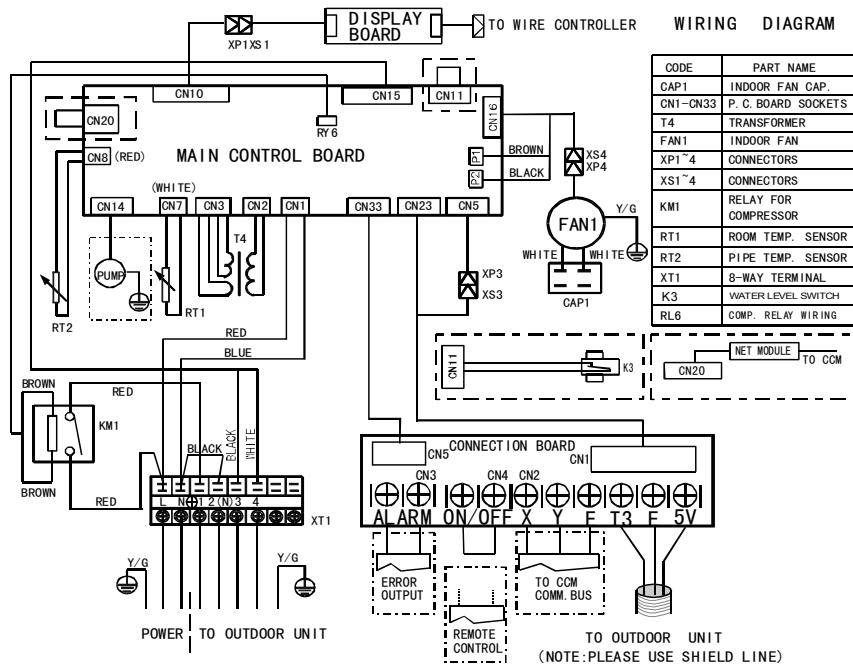 WIRING DIAGRAM
DISPLAY
BOARD
TO WIRE CONTROLLER
XP1XS1
CODE PART NAME
CAP1 INDOOR FAN CAP.
CN1-CN33 P.C.BOARD SOCKETS
T4 TRANSFORMER
FAN1 INDOOR FAN
XP1~4 CONNECTORS
XS1~4 CONNECTORS
KM1 RELAY FOR
COMPRESSOR
RT1 ROOM TEMP. SENSOR
RT2 PIPE TEMP. SENSOR
XT1 8-WAY TERMINAL
K3 WATER LEVEL SWITCH
RL6 COMP. RELAY WIRING
CN10
CN15
CN11
CN16
CN20
RY6
CN8 (RED)
MAIN CONTROL BOARD
P1
BROWN
P2
BLACK
XS4
XP4
(WHITE)
CN14
CN7
CN3
CN2
CN1
CN33
CN23
CN5
FAN1
Y/G
WHITE
WHITE
CAP1
T4
PUMP
RT2
RT1
XP3
XS3
RED
BLUE
CN11
K3
CN20
NET MODULE
TO CCM
BROWN
RED
KM1
BLACK
BLACK
WHITE
BROWN
RED
L N 1 2(N)3 4
XT1
Y/G
Y/G
POWER
TO OUTDOOR UNIT
CONNECTION BOARD
CN5
CN1
CN3
CN4
CN2
ALARM ON/OFF X Y E T3 E 5V
ERROR
OUTPUT
REMOTE
CONTROL
TO CCM
COMM.BUS
TO OUTDOOR UNIT
(NOTE:PLEASE USE SHIELD LINE)